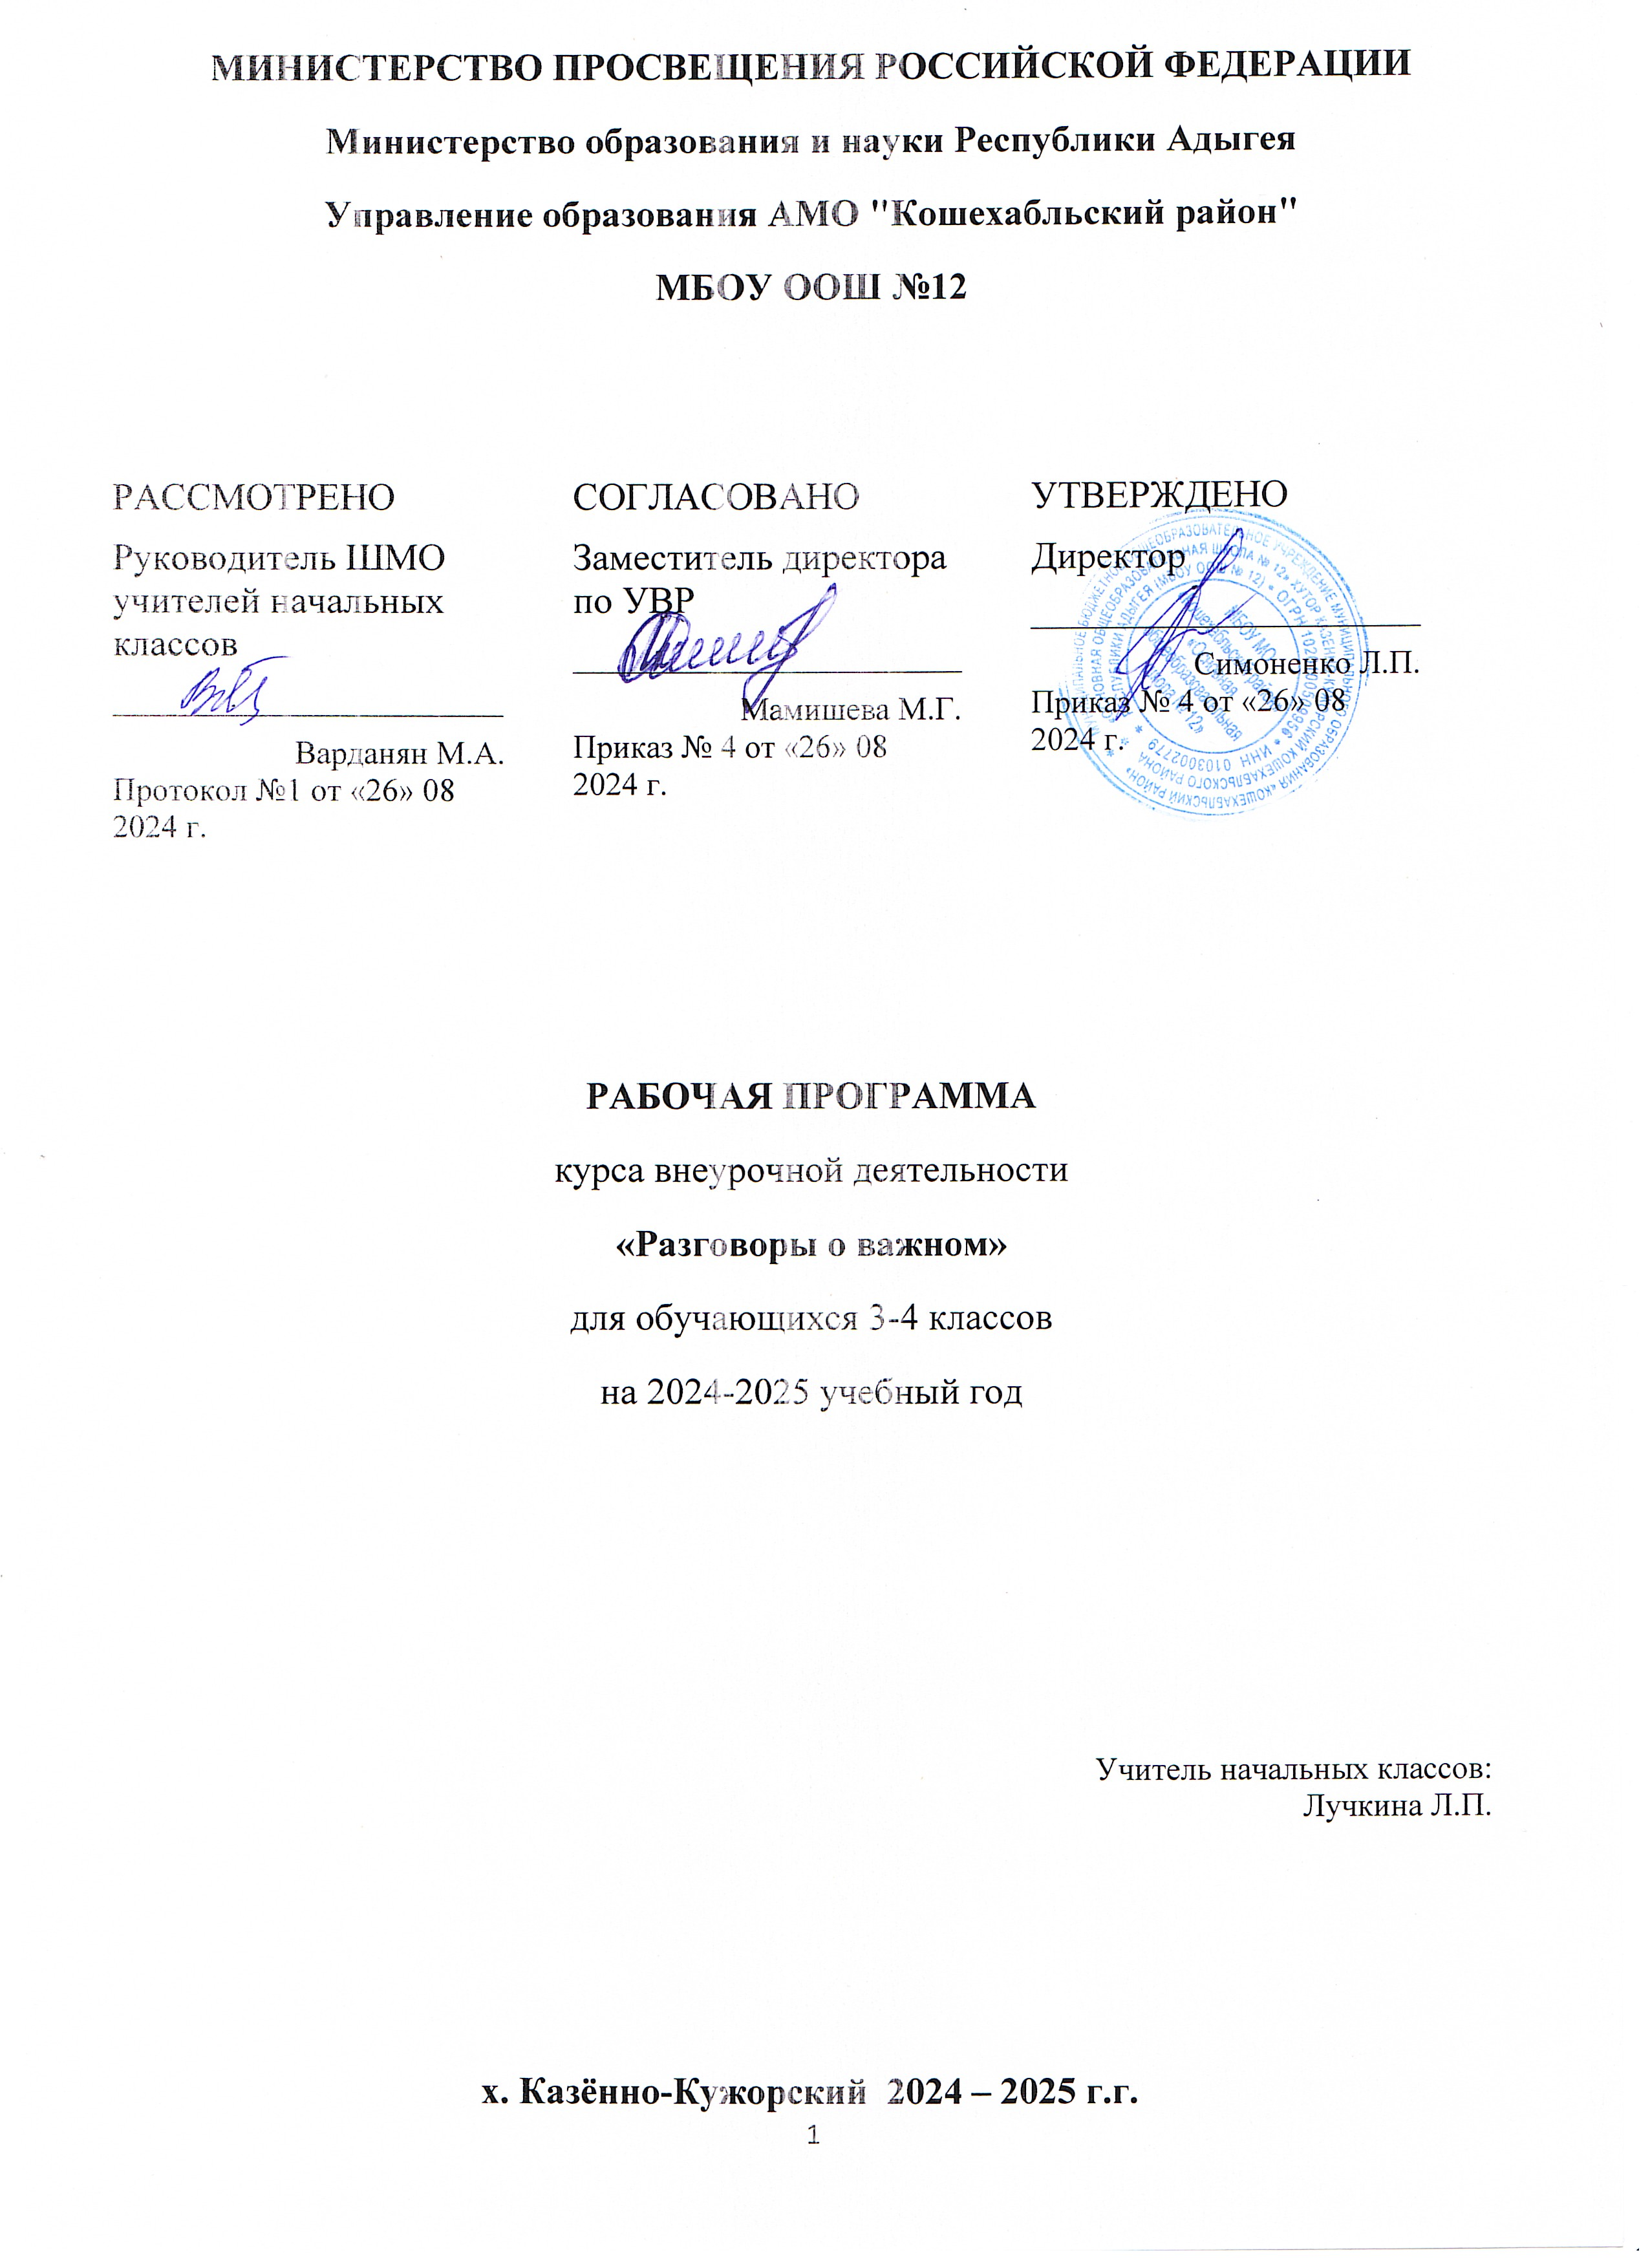 МИНИСТЕРСТВО ПРОСВЕЩЕНИЯ РОССИЙСКОЙ ФЕДЕРАЦИИ
Министерство образования и науки Республики Адыгея
Управление образования АМО "Кошехабльский район"
МБОУ ООШ №12
РАССМОТРЕНО
Руководитель ШМО
учителей начальных
классов
Варданян М.А.
Протокол №1 от «26» 08
2024 г.
СОГЛАСОВАНО
Заместитель директора
по УВР
Мамишева М.Г.
Приказ № 4 от «26» 08
2024 г.
УТВЕРЖДЕНО
Директор
Симоненко Л.П.
Приказ № 4 от «26» 08
2024 г.
РАБОЧАЯ ПРОГРАММА
курса внеурочной деятельности
«Разговоры о важном»
для обучающихся 3-4 классов
на 2024-2025 учебный год
Учитель начальных классов:
Лучкина Л.П.
х. Казённо-Кужорский 2024 – 2025 г.г.
1